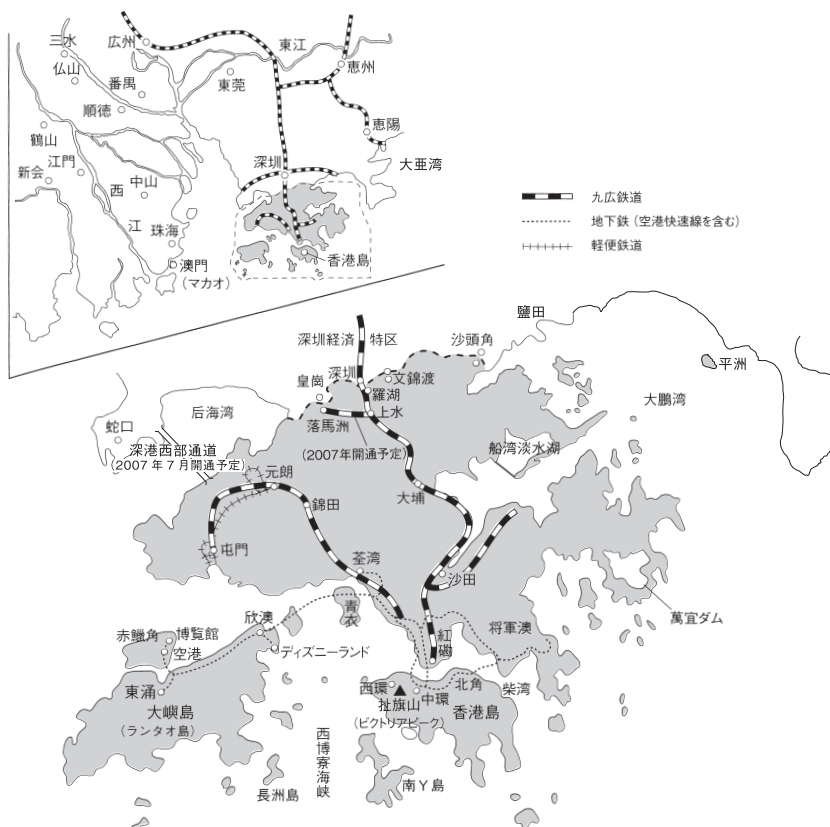 三水
仏山
広州
番禺
順徳
東江
東莞
恵州
恵陽
大亜湾
鶴山
江門
新会
西
江
中山
珠海
澳門
(マカオ)
深圳
香港島
九広鉄道
地下鉄(空港快速線を含む)
軽便鉄道
深圳経済 特区
深圳
皇崗
羅湖
文錦渡
沙頭角
鹽田
平洲
大鵬湾
上水
落馬洲
(2007年開通予定)
后海湾
蛇口
深港西部通道
(2007年7月開通予定)
船湾淡水湖
元朗
錦田
大埔
屯門
荃湾
沙田
萬宜ダム
青衣
欣澳
赤鱲角
博覧館
空港
ディズニーランド
将軍澳
紅磡
東涌
大嶼島
(ランタオ島)
西環
扯旗山
(ビクトリアピーク)
中環
北角
柴湾
香港島
西博寮海峡
長洲島
南Y島